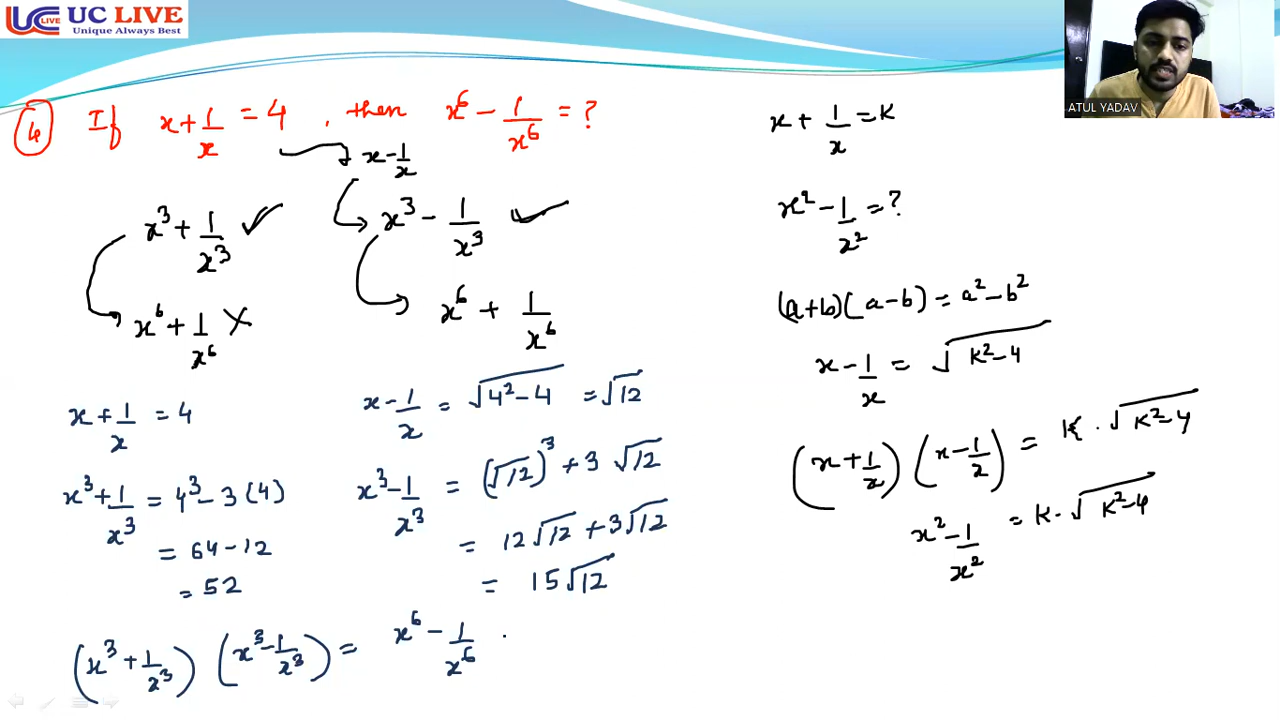 UC LIVE
Unique Always Best
ATUL YADAV
4 If x + 1/x = 4, then x⁶ - 1/x⁶ = ?
x - 1/x
x³ + 1/x³ ✓ x³ - 1/x³ ✓
x⁶ + 1/x⁶ ✗ x⁶ + 1/x⁶
x + 1/x = 4
x³ + 1/x³ = 4³ - 3(4)
= 64 - 12
= 52
x - 1/x = √(4² - 4) = √12
x³ - 1/x³ = (√12)³ + 3√12
= 12√12 + 3√12
= 15√12
(x³ + 1/x³) (x³ - 1/x³) = x⁶ - 1/x⁶
x + 1/x = K
x² - 1/x² = ?
(a+b)(a-b) = a² - b²
x - 1/x = √(K² - 4)
(x + 1/x) (x - 1/x) = K · √(K² - 4)
x² - 1/x² = K · √(K² - 4)